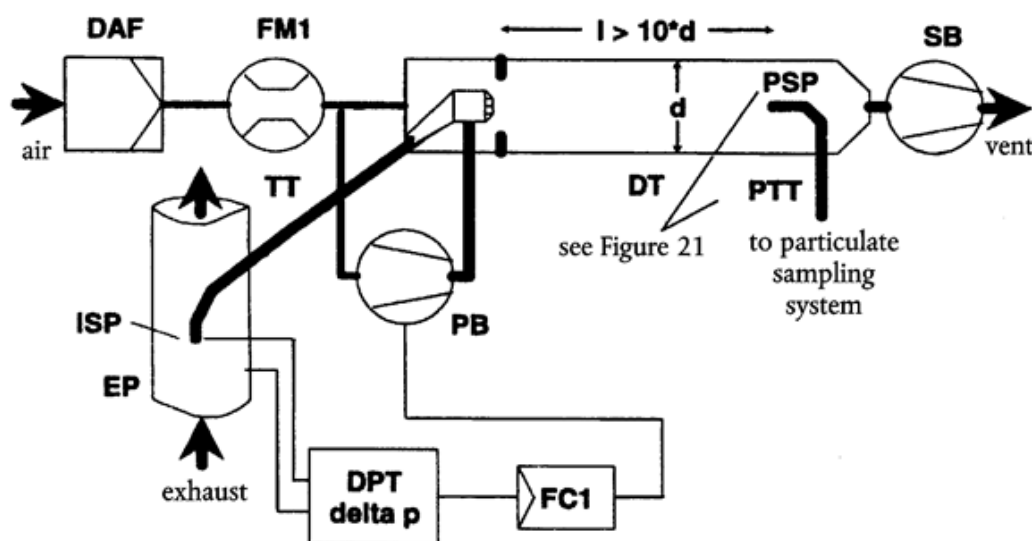 DAF
FM1
l > 10*d
SB
PSP
d
air
vent
TT
DT
PTT
see Figure 21
to particulate
sampling
system
ISP
PB
EP
exhaust
DPT
delta p
FC1